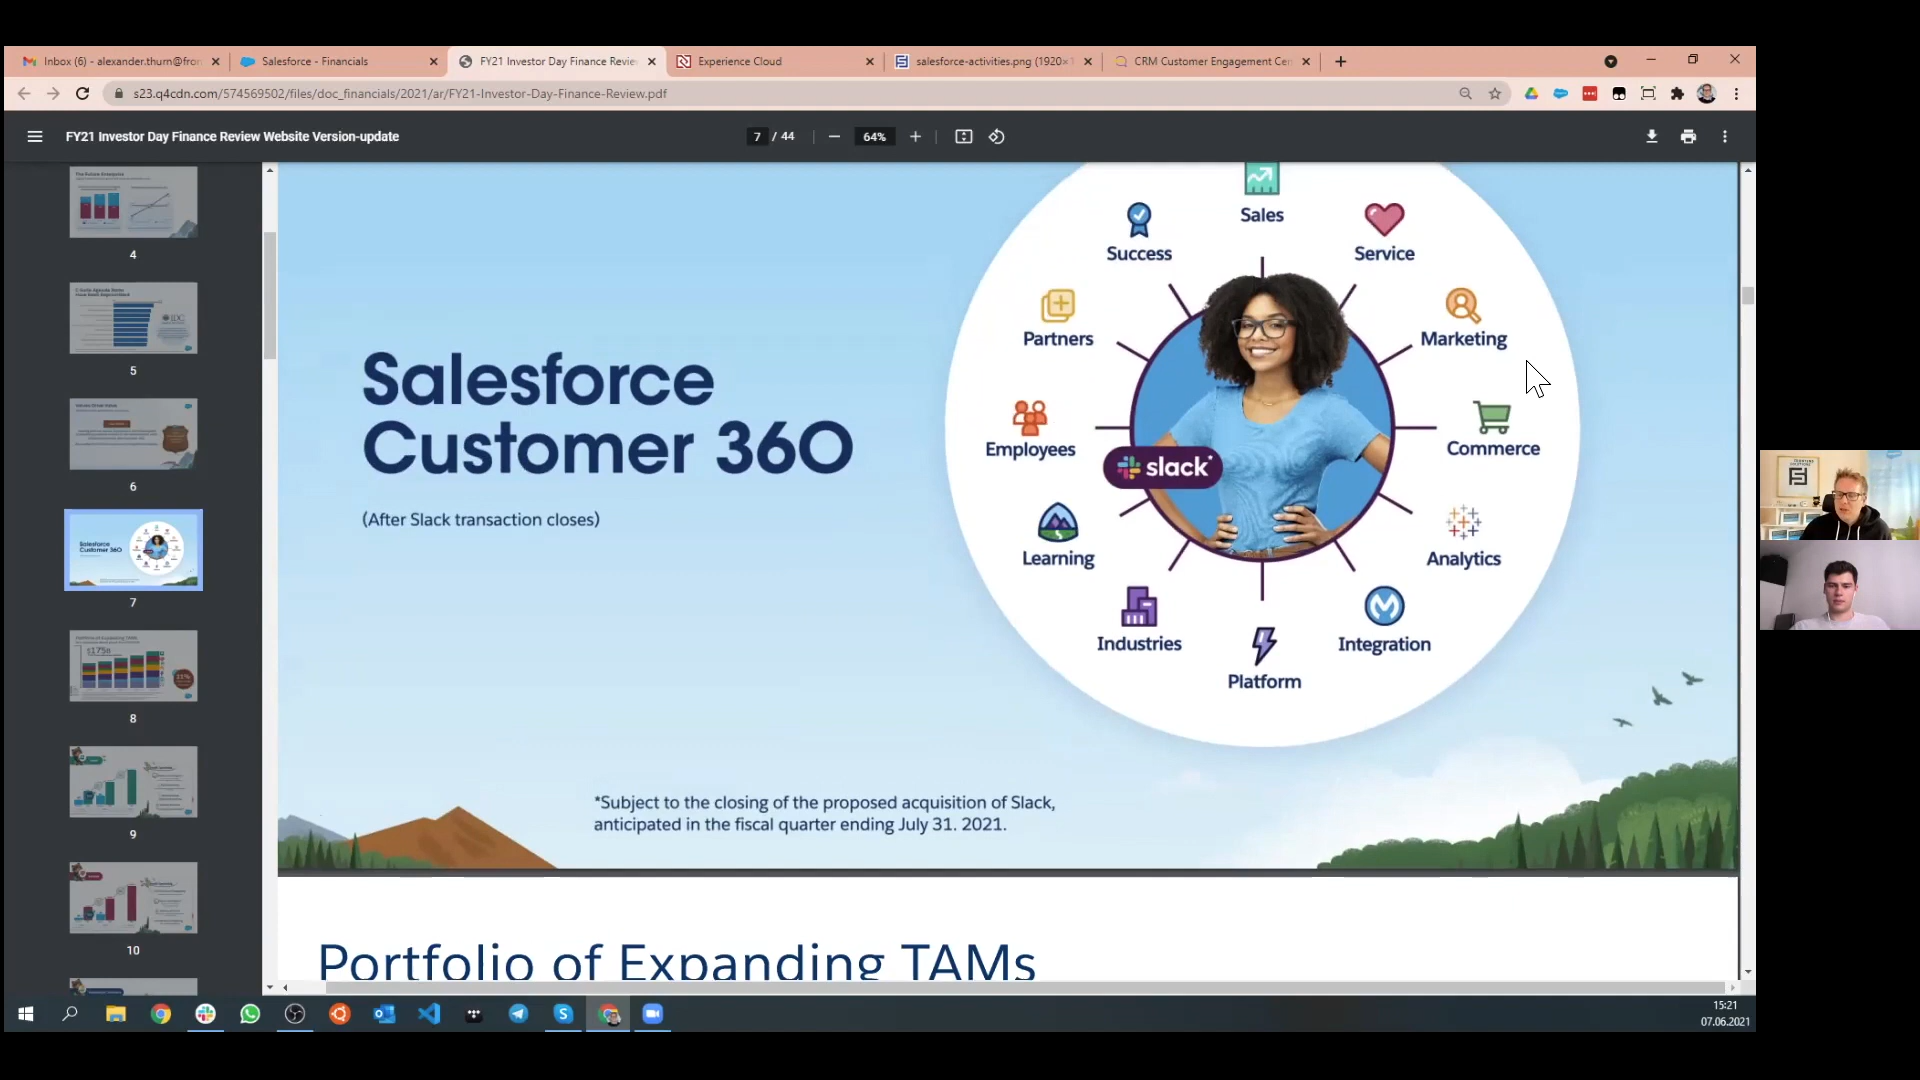 Inbox (6) - alexander.thurn@fron
Salesforce - Financials
FY21 Investor Day Finance Revie
Experience Cloud
salesforce-activities.png (1920×1
CRM Customer Engagement Cen
s23.q4cdn.com/574569502/files/doc_financials/2021/ar/FY21-Investor-Day-Finance-Review.pdf
FY21 Investor Day Finance Review Website Version-update
7 / 44
64%
4
5
6
7
8
9
10
Sales
Success
Service
Partners
Marketing
Salesforce
Customer 360
Employees
Commerce
slack*
(After Slack transaction closes)
Learning
Analytics
Industries
Integration
Platform
*Subject to the closing of the proposed acquisition of Slack,
anticipated in the fiscal quarter ending July 31. 2021.
Portfolio of Expanding TAMs
15:21
07.06.2021